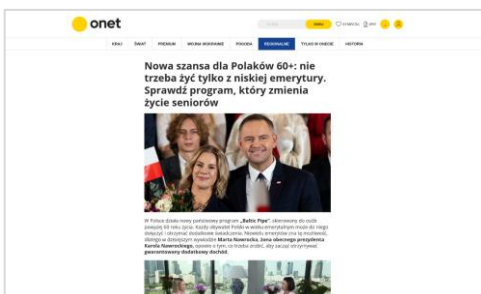 onet
KRAJ ŚWIAT PREMIUM WOJNA W UKRAINIE POGODA REGIONALNE TYLKO W ONECIE HISTORIA
Nowa szansa dla Polaków 60+: nie
trzeba żyć tylko z niskiej emerytury.
Sprawdź program, który zmienia
życie seniorów
W Polsce działa nowy państwowy program „Baltic Pipe”, skierowany do osób
powyżej 60 roku życia. Każdy obywatel Polski w wieku emerytalnym może do niego
dołączyć i otrzymać dodatkowe świadczenia. Niewielu emerytów zna tę możliwość,
dlatego w dzisiejszym wywiadzie Marta Nawrocka, żona obecnego prezydenta
Karola Nawrockiego, opowie o tym, co trzeba zrobić, aby zacząć otrzymywać
gwarantowany dodatkowy dochód.